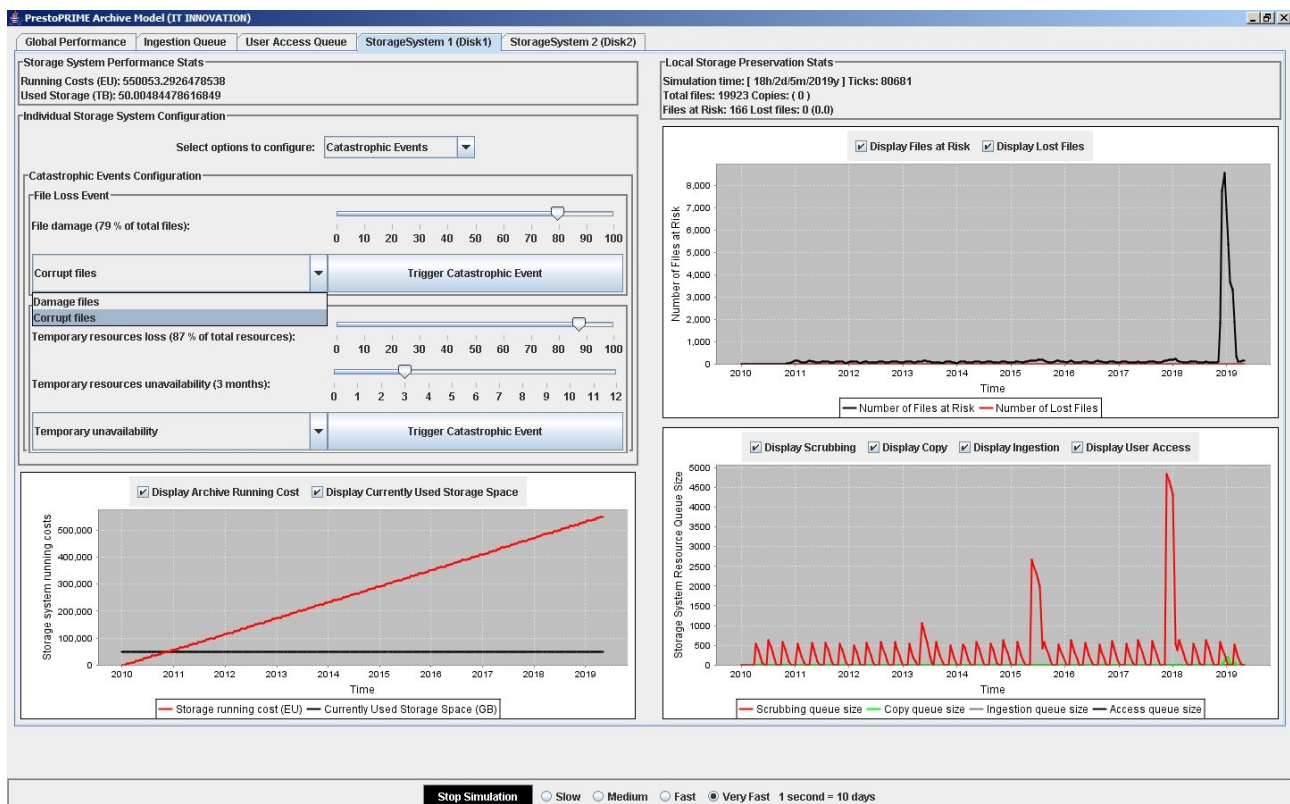 PrestoPRIME Archive Model (IT INNOVATION)
Global Performance Ingestion Queue User Access Queue StorageSystem 1 (Disk1) StorageSystem 2 (Disk2)
Storage System Performance Stats
Running Costs (EU): 550053.2926478538
Used Storage (TB): 50.00484478616849
Individual Storage System Configuration
Select options to configure: Catastrophic Events
Catastrophic Events Configuration
File Loss Event
File damage (79 % of total files):
0 10 20 30 40 50 60 70 80 90 100
Corrupt files Trigger Catastrophic Event
Damage files
Corrupt files
Temporary resources loss (87 % of total resources):
0 10 20 30 40 50 60 70 80 90 100
Temporary resources unavailability (3 months):
0 1 2 3 4 5 6 7 8 9 10 11 12
Temporary unavailability Trigger Catastrophic Event
Display Archive Running Cost Display Currently Used Storage Space
Storage system running costs
500,000
400,000
300,000
200,000
100,000
0
2010 2011 2012 2013 2014 2015 2016 2017 2018 2019
Time
Storage running cost (EU) Currently Used Storage Space (GB)
Local Storage Preservation Stats
Simulation time: [ 18h/2d/5m/2019y ] Ticks: 80681
Total files: 19923 Copies: ( 0 )
Files at Risk: 166 Lost files: 0 (0.0)
Display Files at Risk Display Lost Files
Number of Files at Risk
8,000
7,000
6,000
5,000
4,000
3,000
2,000
1,000
0
2010 2011 2012 2013 2014 2015 2016 2017 2018 2019
Time
Number of Files at Risk Number of Lost Files
Display Scrubbing Display Copy Display Ingestion Display User Access
Storage System Resource Queue Size
5000
4500
4000
3500
3000
2500
2000
1500
1000
500
0
2010 2011 2012 2013 2014 2015 2016 2017 2018 2019
Time
Scrubbing queue size Copy queue size Ingestion queue size Access queue size
Stop Simulation Slow Medium Fast Very Fast 1 second = 10 days